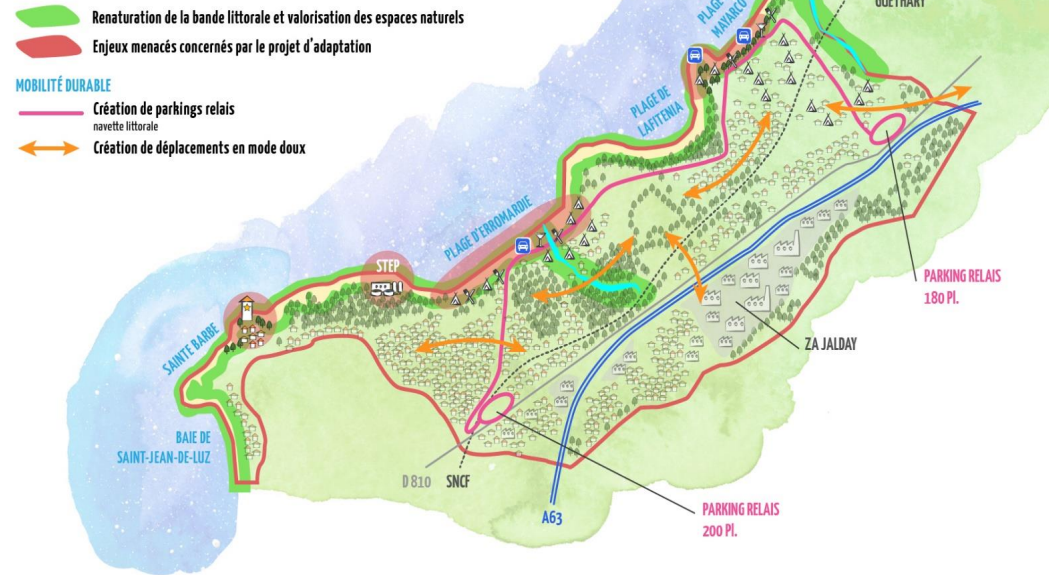 Renaturation de la bande littorale et valorisation des espaces naturels
Enjeux menacés concernés par le projet d'adaptation
MOBILITÉ DURABLE
Création de parkings relais
navette littorale
Création de déplacements en mode doux
GUÉTHARY
PLAGE DE
MAYARCO
PLAGE DE
LAFITENIA
PLAGE D'ERROMARDIE
STEP
SAINTE BARBE
BAIE DE
SAINT-JEAN-DE-LUZ
PARKING RELAIS
180 Pl.
ZA JALDAY
D 810
SNCF
A63
PARKING RELAIS
200 Pl.